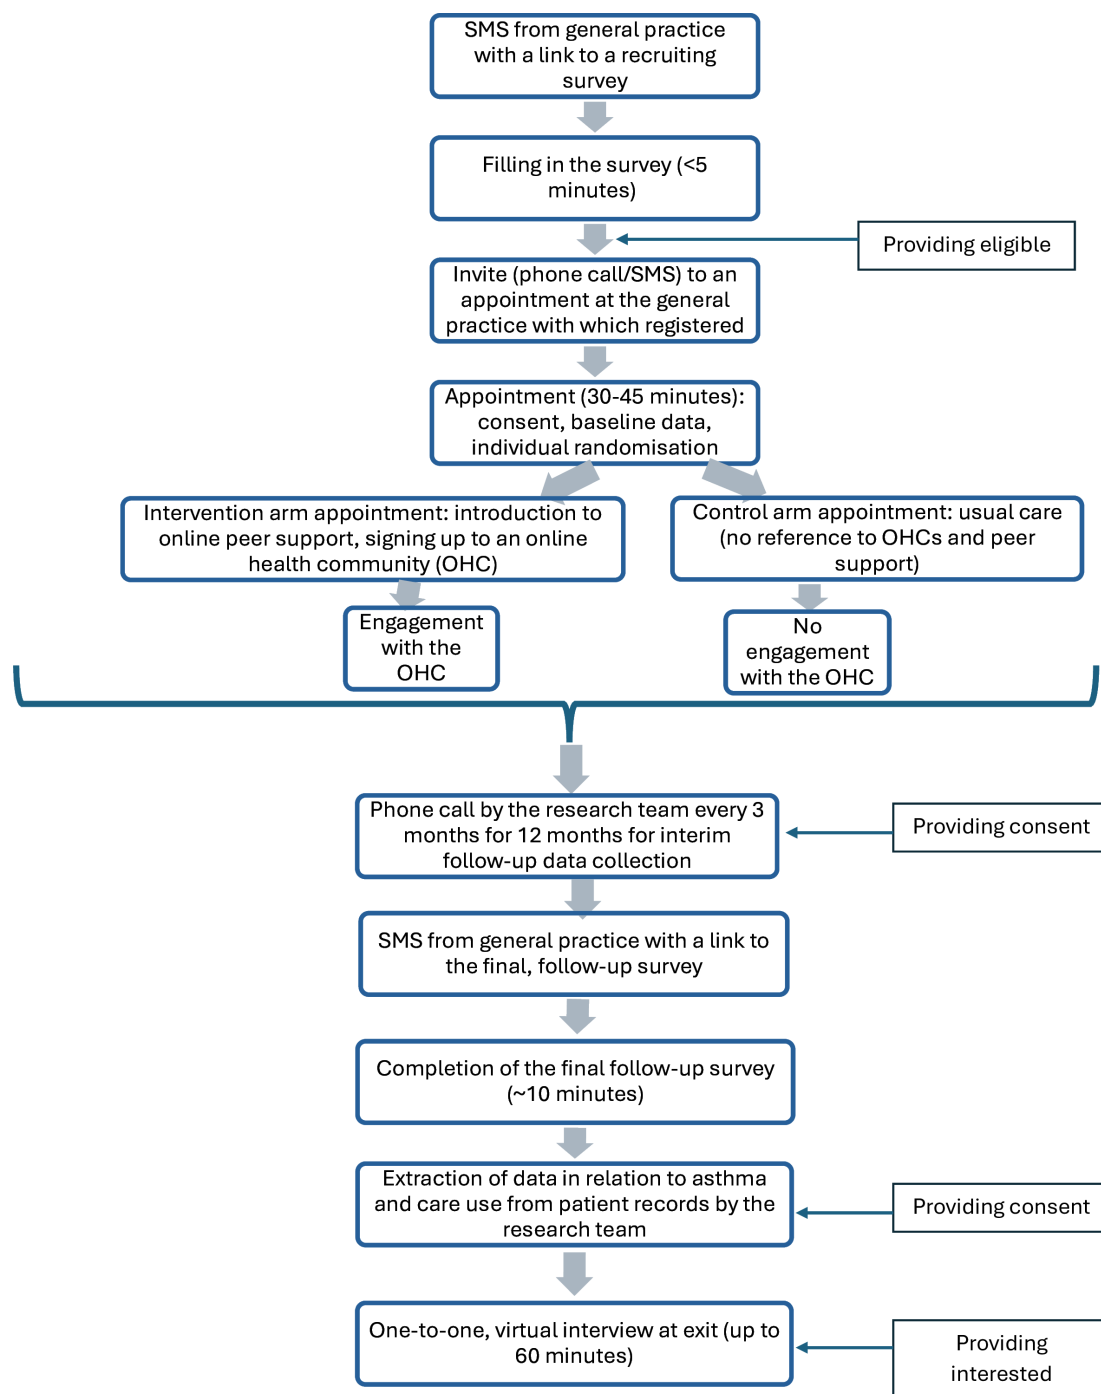 SMS from general practice
with a link to a recruiting
survey
Filling in the survey (<5
minutes)
Providing eligible
Invite (phone call/SMS) to an
appointment at the general
practice with which registered
Appointment (30-45 minutes):
consent, baseline data,
individual randomisation
Intervention arm appointment: introduction to
online peer support, signing up to an online
health community (OHC)
Control arm appointment: usual care
(no reference to OHCs and peer
support)
Engagement
with the
OHC
No
engagement
with the OHC
Phone call by the research team every 3
months for 12 months for interim
follow-up data collection
Providing consent
SMS from general practice with a link to
the final, follow-up survey
Completion of the final follow-up survey
(~10 minutes)
Extraction of data in relation to asthma
and care use from patient records by the
research team
Providing consent
One-to-one, virtual interview at exit (up to
60 minutes)
Providing
interested